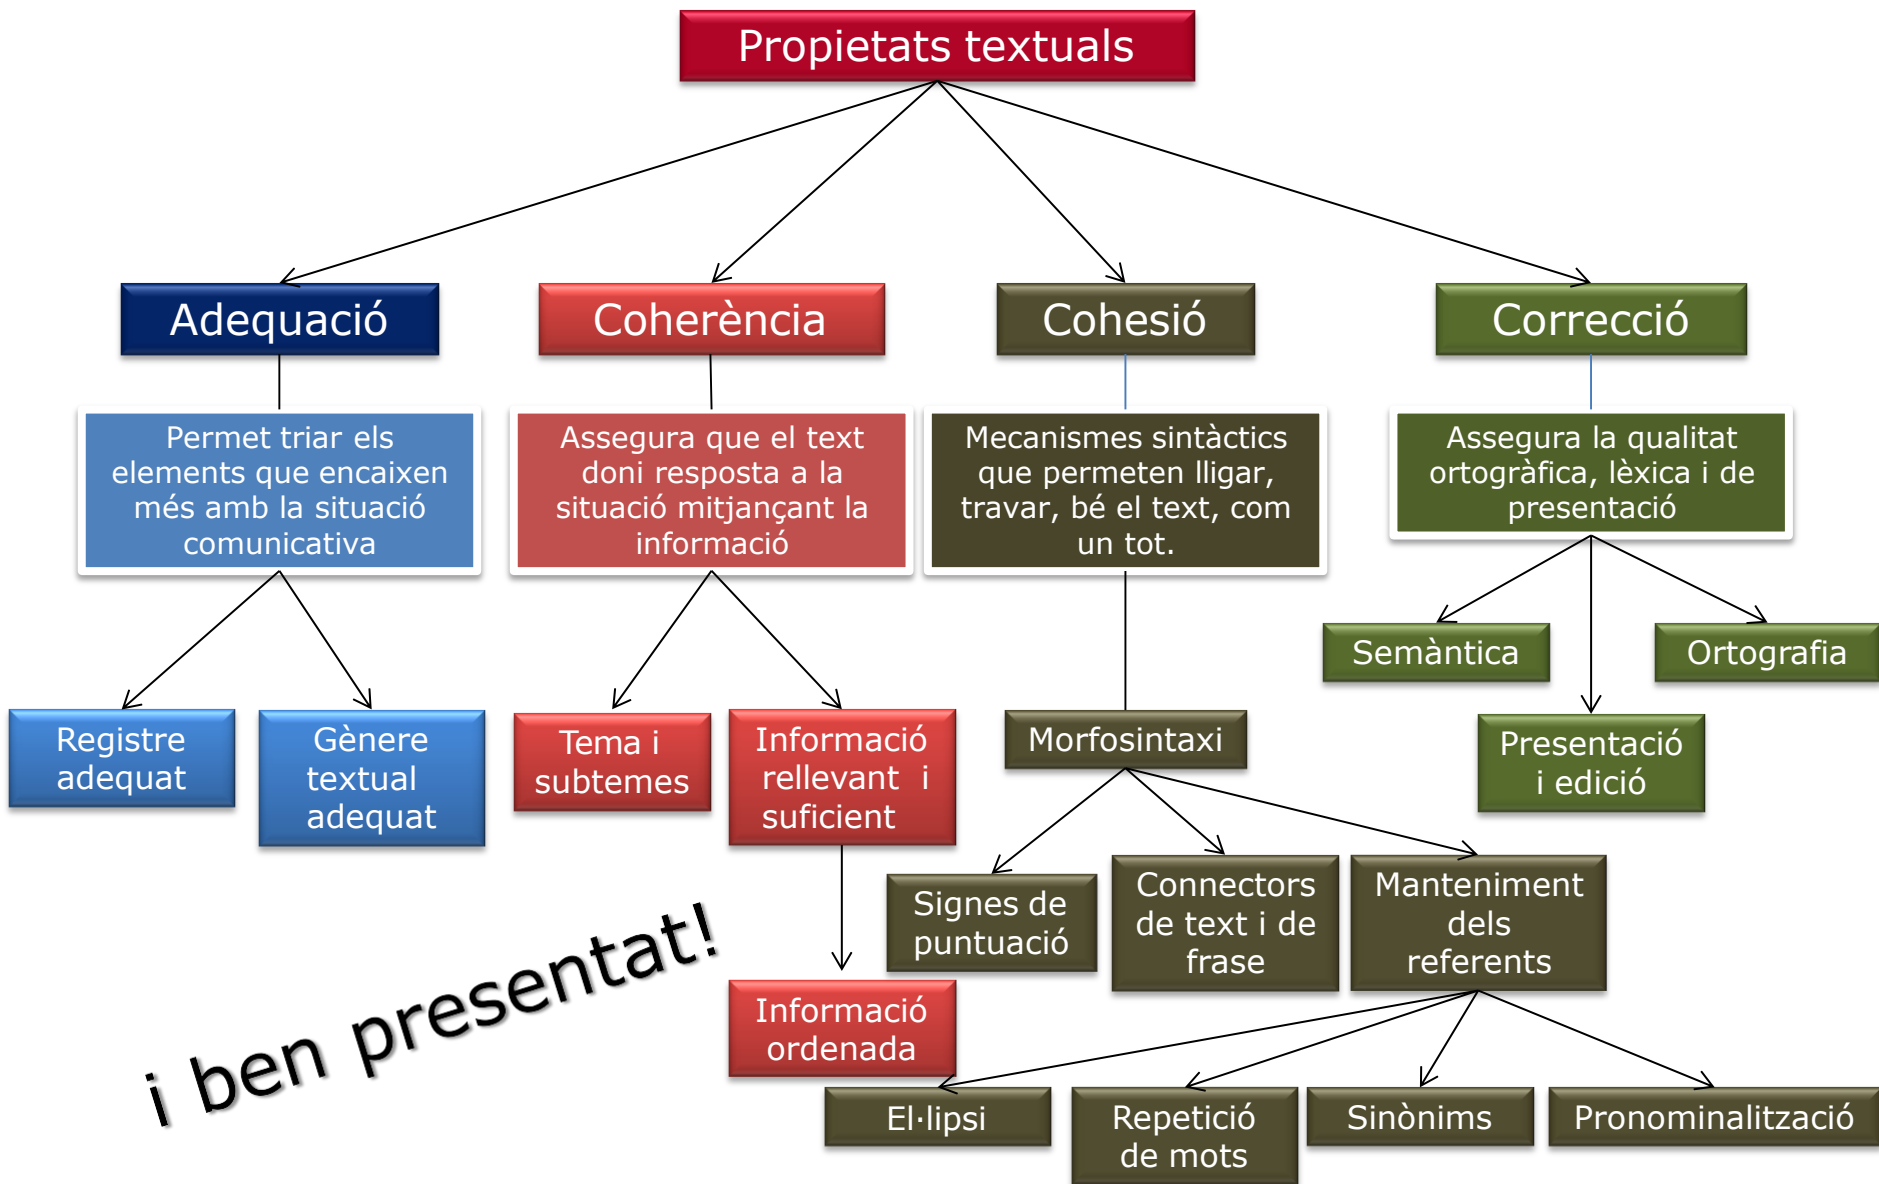 Propietats textuals
Adequació
Coherència
Cohesió
Correcció
Permet triar els
elements que encaixen
més amb la situació
comunicativa
Assegura que el text
doni resposta a la
situació mitjançant la
informació
Mecanismes sintàctics
que permeten lligar,
travar, bé el text, com
un tot.
Assegura la qualitat
ortogràfica, lèxica i de
presentació
Semàntica
Ortografia
Registre
adequat
Gènere
textual
adequat
Tema i
subtemes
Informació
rellevant i
suficient
Morfosintaxi
Presentació
i edició
Signes de
puntuació
Connectors
de text i de
frase
Manteniment
dels
referents
Informació
ordenada
i ben presentat!
El·lipsi
Repetició
de mots
Sinònims
Pronominalització